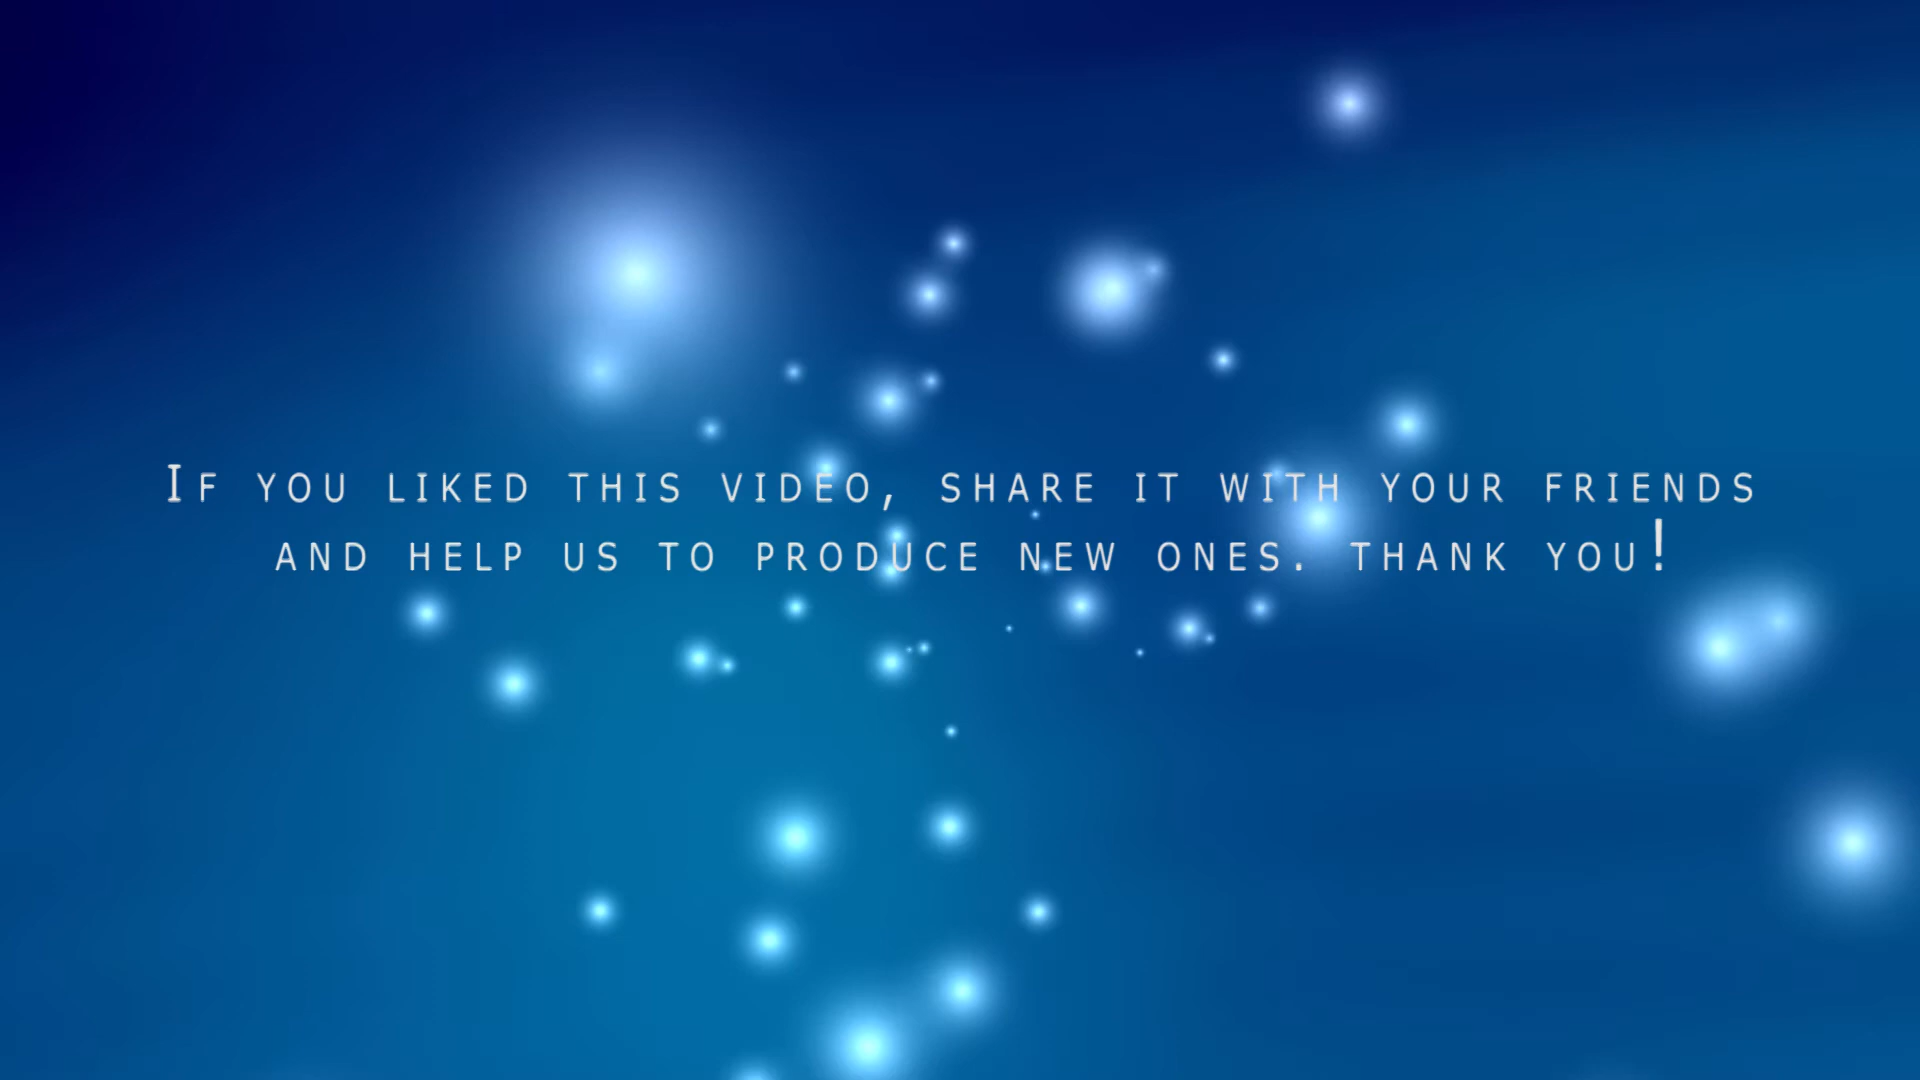 If you liked this video, share it with your friends
and help us to produce new ones. thank you!